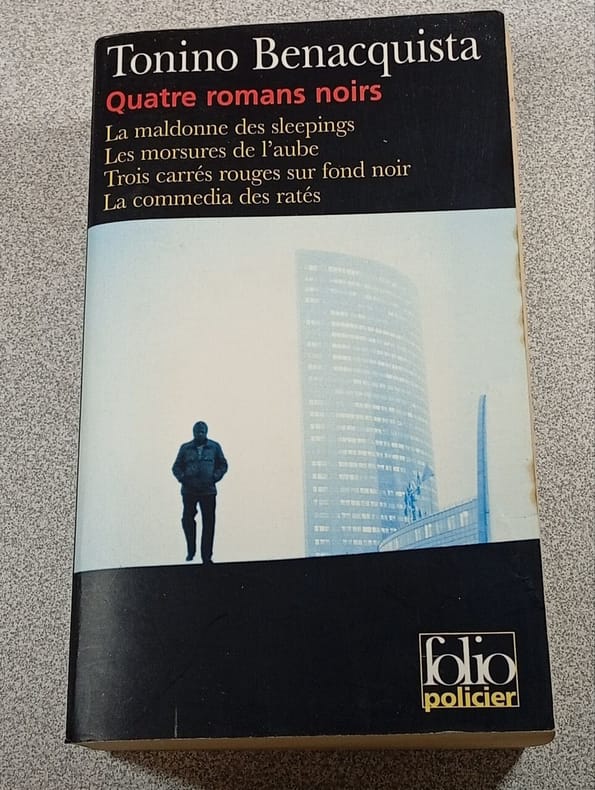 Tonino Benacquista
Quatre romans noirs
La maldonne des sleepings
Les morsures de l'aube
Trois carrés rouges sur fond noir
La commedia des ratés
folio
policier